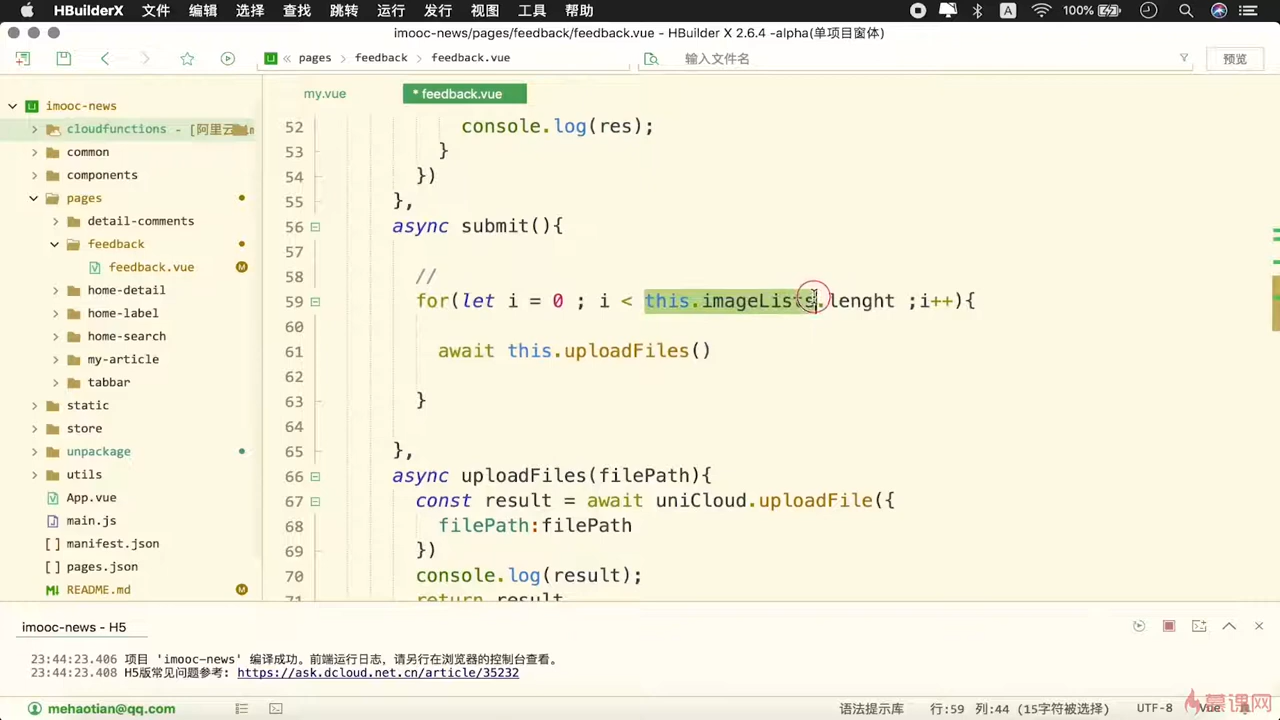 HBuilderX 文件 编辑 选择 查找 跳转 运行 发行 视图 工具 帮助 A 100%
imooc-news/pages/feedback/feedback.vue - HBuilder X 2.6.4 -alpha(单项目窗体)
pages feedback feedback.vue 输入文件名 预览
my.vue * feedback.vue
imooc-news
cloudfunctions - [阿里云
common
components
pages
detail-comments
feedback
feedback.vue M
home-detail
home-label
home-search
my-article
tabbar
static
store
unpackage
utils
App.vue
main.js
manifest.json
pages.json
README.md M
52 console.log(res);
53 }
54 })
55 },
56 async submit(){
57
58 //
59 for(let i = 0 ; i < this.imageLists.lenght ;i++){
60
61 await this.uploadFiles()
62
63 }
64
65 },
66 async uploadFiles(filePath){
67 const result = await uniCloud.uploadFile({
68 filePath:filePath
69 })
70 console.log(result);
71 return result
imooc-news - H5
23:44:23.406 项目 'imooc-news' 编译成功。前端运行日志，请另行在浏览器的控制台查看。
23:44:23.408 H5版常见问题参考: https://ask.dcloud.net.cn/article/35232
mehaotian@qq.com 语法提示库 行:59 列:44 (15字符被选择) UTF-8 Vue
慕课网